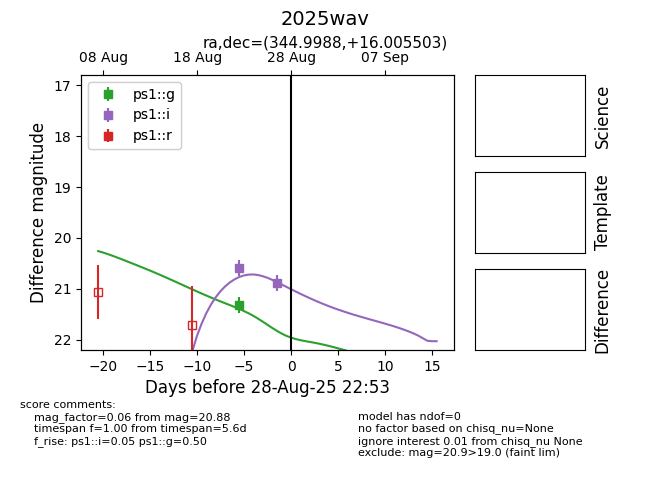 2025wav
ra,dec=(344.9988,+16.005503)
08 Aug 18 Aug 28 Aug 07 Sep
ps1::g
ps1::i
ps1::r
17
18
19
20
21
22
Difference magnitude
−20 −15 −10 −5 0 5 10 15
Days before 28-Aug-25 22:53
Science
Template
Difference
score comments:
mag_factor=0.06 from mag=20.88
timespan f=1.00 from timespan=5.6d
f_rise: ps1::i=0.05 ps1::g=0.50
model has ndof=0
no factor based on chisq_nu=None
ignore interest 0.01 from chisq_nu None
exclude: mag=20.9>19.0 (faint lim)